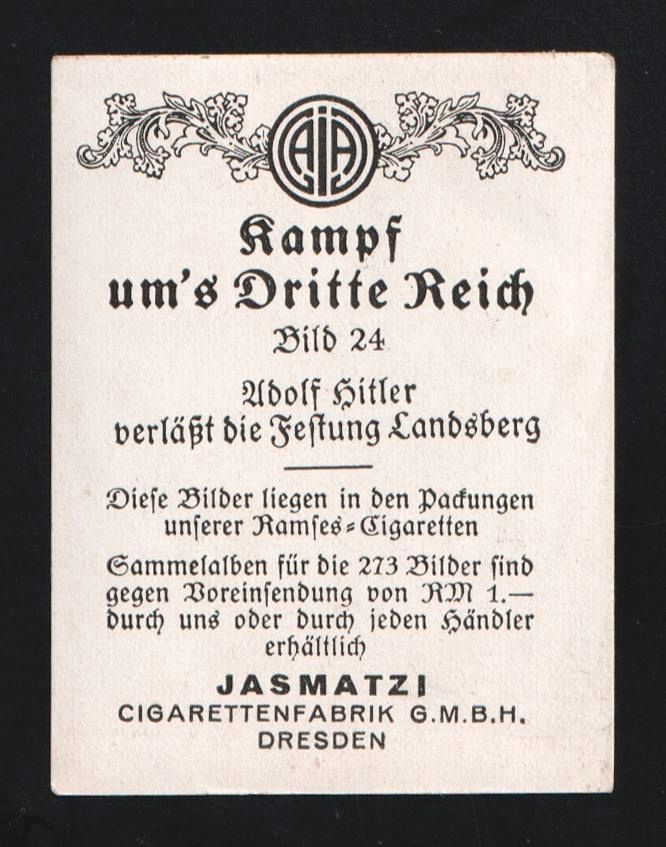 Kampf
um's Dritte Reich
Bild 24
Adolf Hitler
verläßt die Festung Landsberg
Diese Bilder liegen in den Packungen
unserer Ramses-Cigaretten
Sammelalben für die 273 Bilder sind
gegen Voreinsendung von RM 1.—
durch uns oder durch jeden Händler
erhältlich
JASMATZI
CIGARETTENFABRIK G.M.B.H.
DRESDEN